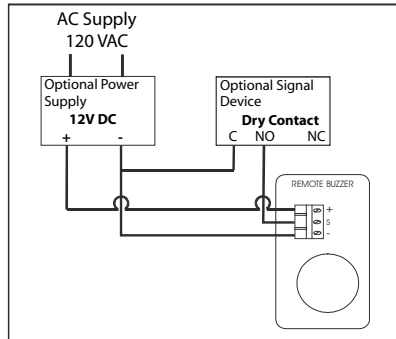 AC Supply
120 VAC
Optional Power
Supply
12V DC
+ -
Optional Signal
Device
Dry Contact
C NO NC
REMOTE BUZZER
+
S
-